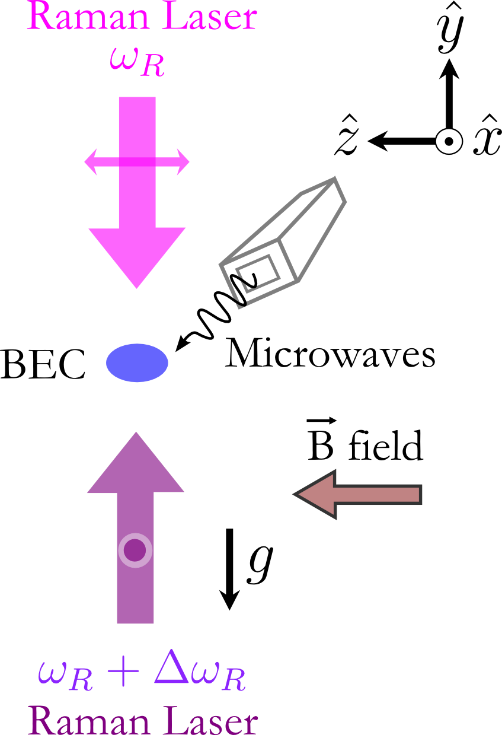 Raman Laser
ω_R
ŷ
ẑ
x̂
BEC
Microwaves
B⃗ field
g
ω_R + Δω_R
Raman Laser